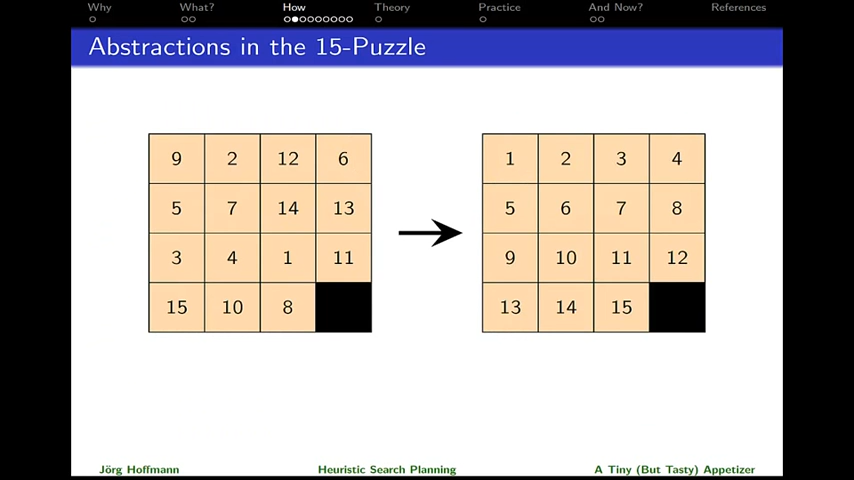 Why What? How Theory Practice And Now? References
Abstractions in the 15-Puzzle
9 2 12 6
5 7 14 13
3 4 1 11
15 10 8
1 2 3 4
5 6 7 8
9 10 11 12
13 14 15
Jörg Hoffmann Heuristic Search Planning A Tiny (But Tasty) Appetizer